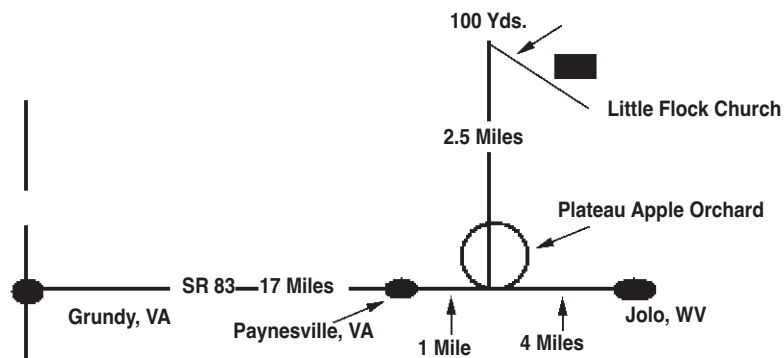 100 Yds.
Little Flock Church
2.5 Miles
Plateau Apple Orchard
SR 83—17 Miles
Grundy, VA
Paynesville, VA
1 Mile
4 Miles
Jolo, WV